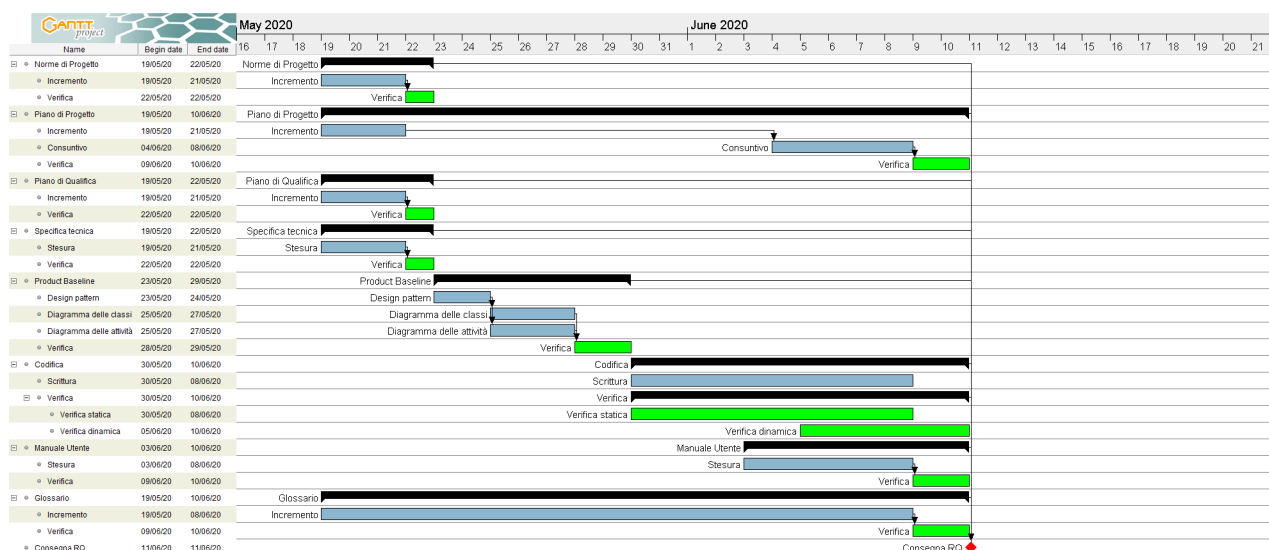 GANTT project
May 2020 June 2020
Name Begin date End date 16 17 18 19 20 21 22 23 24 25 26 27 28 29 30 31 1 2 3 4 5 6 7 8 9 10 11 12 13 14 15 16 17 18 19 20 21
Norme di Progetto 19/05/20 22/05/20 Norme di Progetto
Incremento 19/05/20 21/05/20 Incremento
Verifica 22/05/20 22/05/20 Verifica
Piano di Progetto 19/05/20 10/06/20 Piano di Progetto
Incremento 19/05/20 21/05/20 Incremento
Consuntivo 04/06/20 08/06/20 Consuntivo
Verifica 09/06/20 10/06/20 Verifica
Piano di Qualifica 19/05/20 22/05/20 Piano di Qualifica
Incremento 19/05/20 21/05/20 Incremento
Verifica 22/05/20 22/05/20 Verifica
Specifica tecnica 19/05/20 22/05/20 Specifica tecnica
Stesura 19/05/20 21/05/20 Stesura
Verifica 22/05/20 22/05/20 Verifica
Product Baseline 23/05/20 29/05/20 Product Baseline
Design pattern 23/05/20 24/05/20 Design pattern
Diagramma delle classi 25/05/20 27/05/20 Diagramma delle classi
Diagramma delle attività 25/05/20 27/05/20 Diagramma delle attività
Verifica 28/05/20 29/05/20 Verifica
Codifica 30/05/20 10/06/20 Codifica
Scrittura 30/05/20 08/06/20 Scrittura
Verifica 30/05/20 10/06/20 Verifica
Verifica statica 30/05/20 08/06/20 Verifica statica
Verifica dinamica 05/06/20 10/06/20 Verifica dinamica
Manuale Utente 03/06/20 10/06/20 Manuale Utente
Stesura 03/06/20 08/06/20 Stesura
Verifica 09/06/20 10/06/20 Verifica
Glossario 19/05/20 10/06/20 Glossario
Incremento 19/05/20 08/06/20 Incremento
Verifica 09/06/20 10/06/20 Verifica
Consegna RQ 11/06/20 11/06/20 Consegna RQ